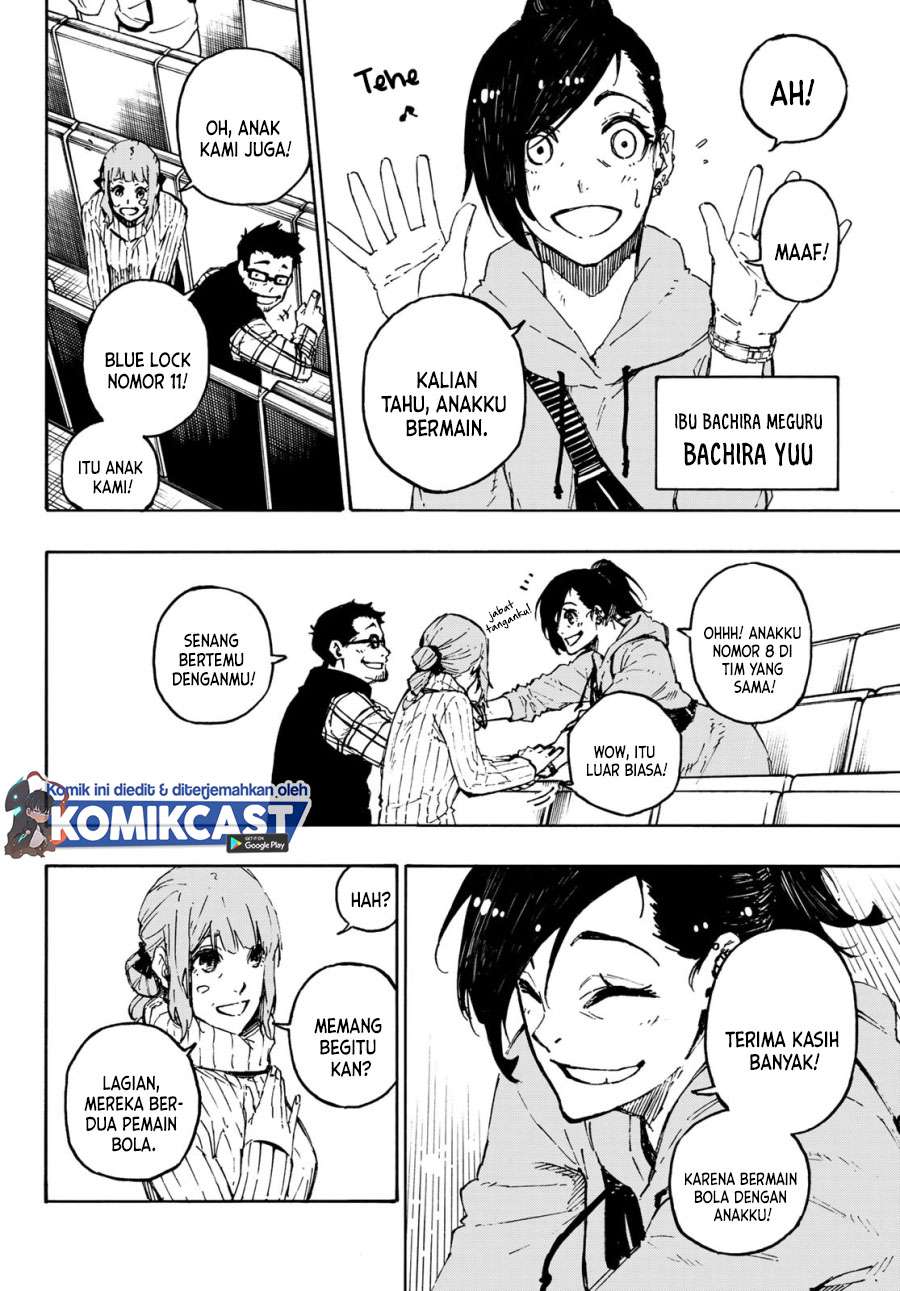 AH!
Tehe
MAAF!
KALIAN
TAHU, ANAKKU
BERMAIN.
IBU BACHIRA MEGURU
BACHIRA YUU
OH, ANAK
KAMI JUGA!
BLUE LOCK
NOMOR 11!
ITU ANAK
KAMI!
OHHH! ANAKKU
NOMOR 8 DI
TIM YANG
SAMA!
jabat
tanganku!
WOW, ITU
LUAR BIASA!
SENANG
BERTEMU
DENGANMU!
Komik ini diedit & diterjemahkan oleh
KOMIKCAST
GET IT ON
Google Play
TERIMA KASIH
BANYAK!
KARENA BERMAIN
BOLA DENGAN
ANAKKU!
HAH?
MEMANG
BEGITU
KAN?
LAGIAN,
MEREKA BER-
DUA PEMAIN
BOLA.